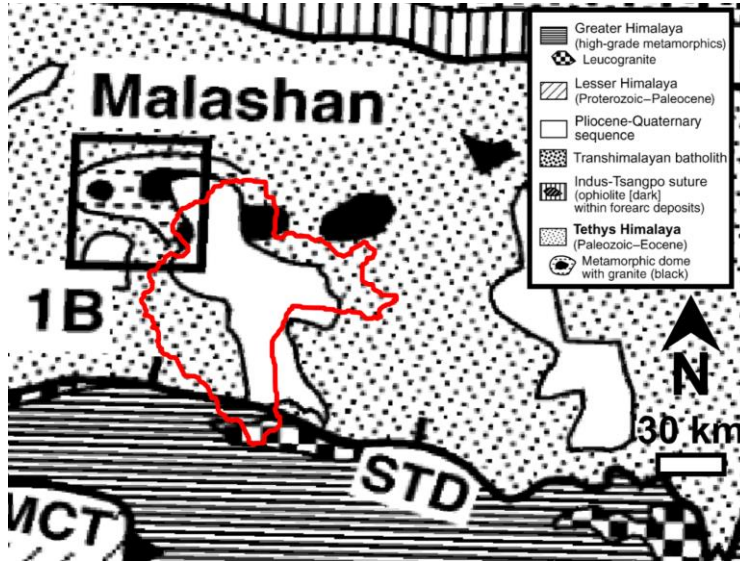 Malashan
1B
STD
MCT
Greater Himalaya
(high-grade metamorphics)
Leucogranite
Lesser Himalaya
(Proterozoic–Paleocene)
Pliocene-Quaternary
sequence
Transhimalayan batholith
Indus-Tsangpo suture
(ophiolite [dark]
within forearc deposits)
Tethys Himalaya
(Paleozoic–Eocene)
Metamorphic dome
with granite (black)
N
30 km